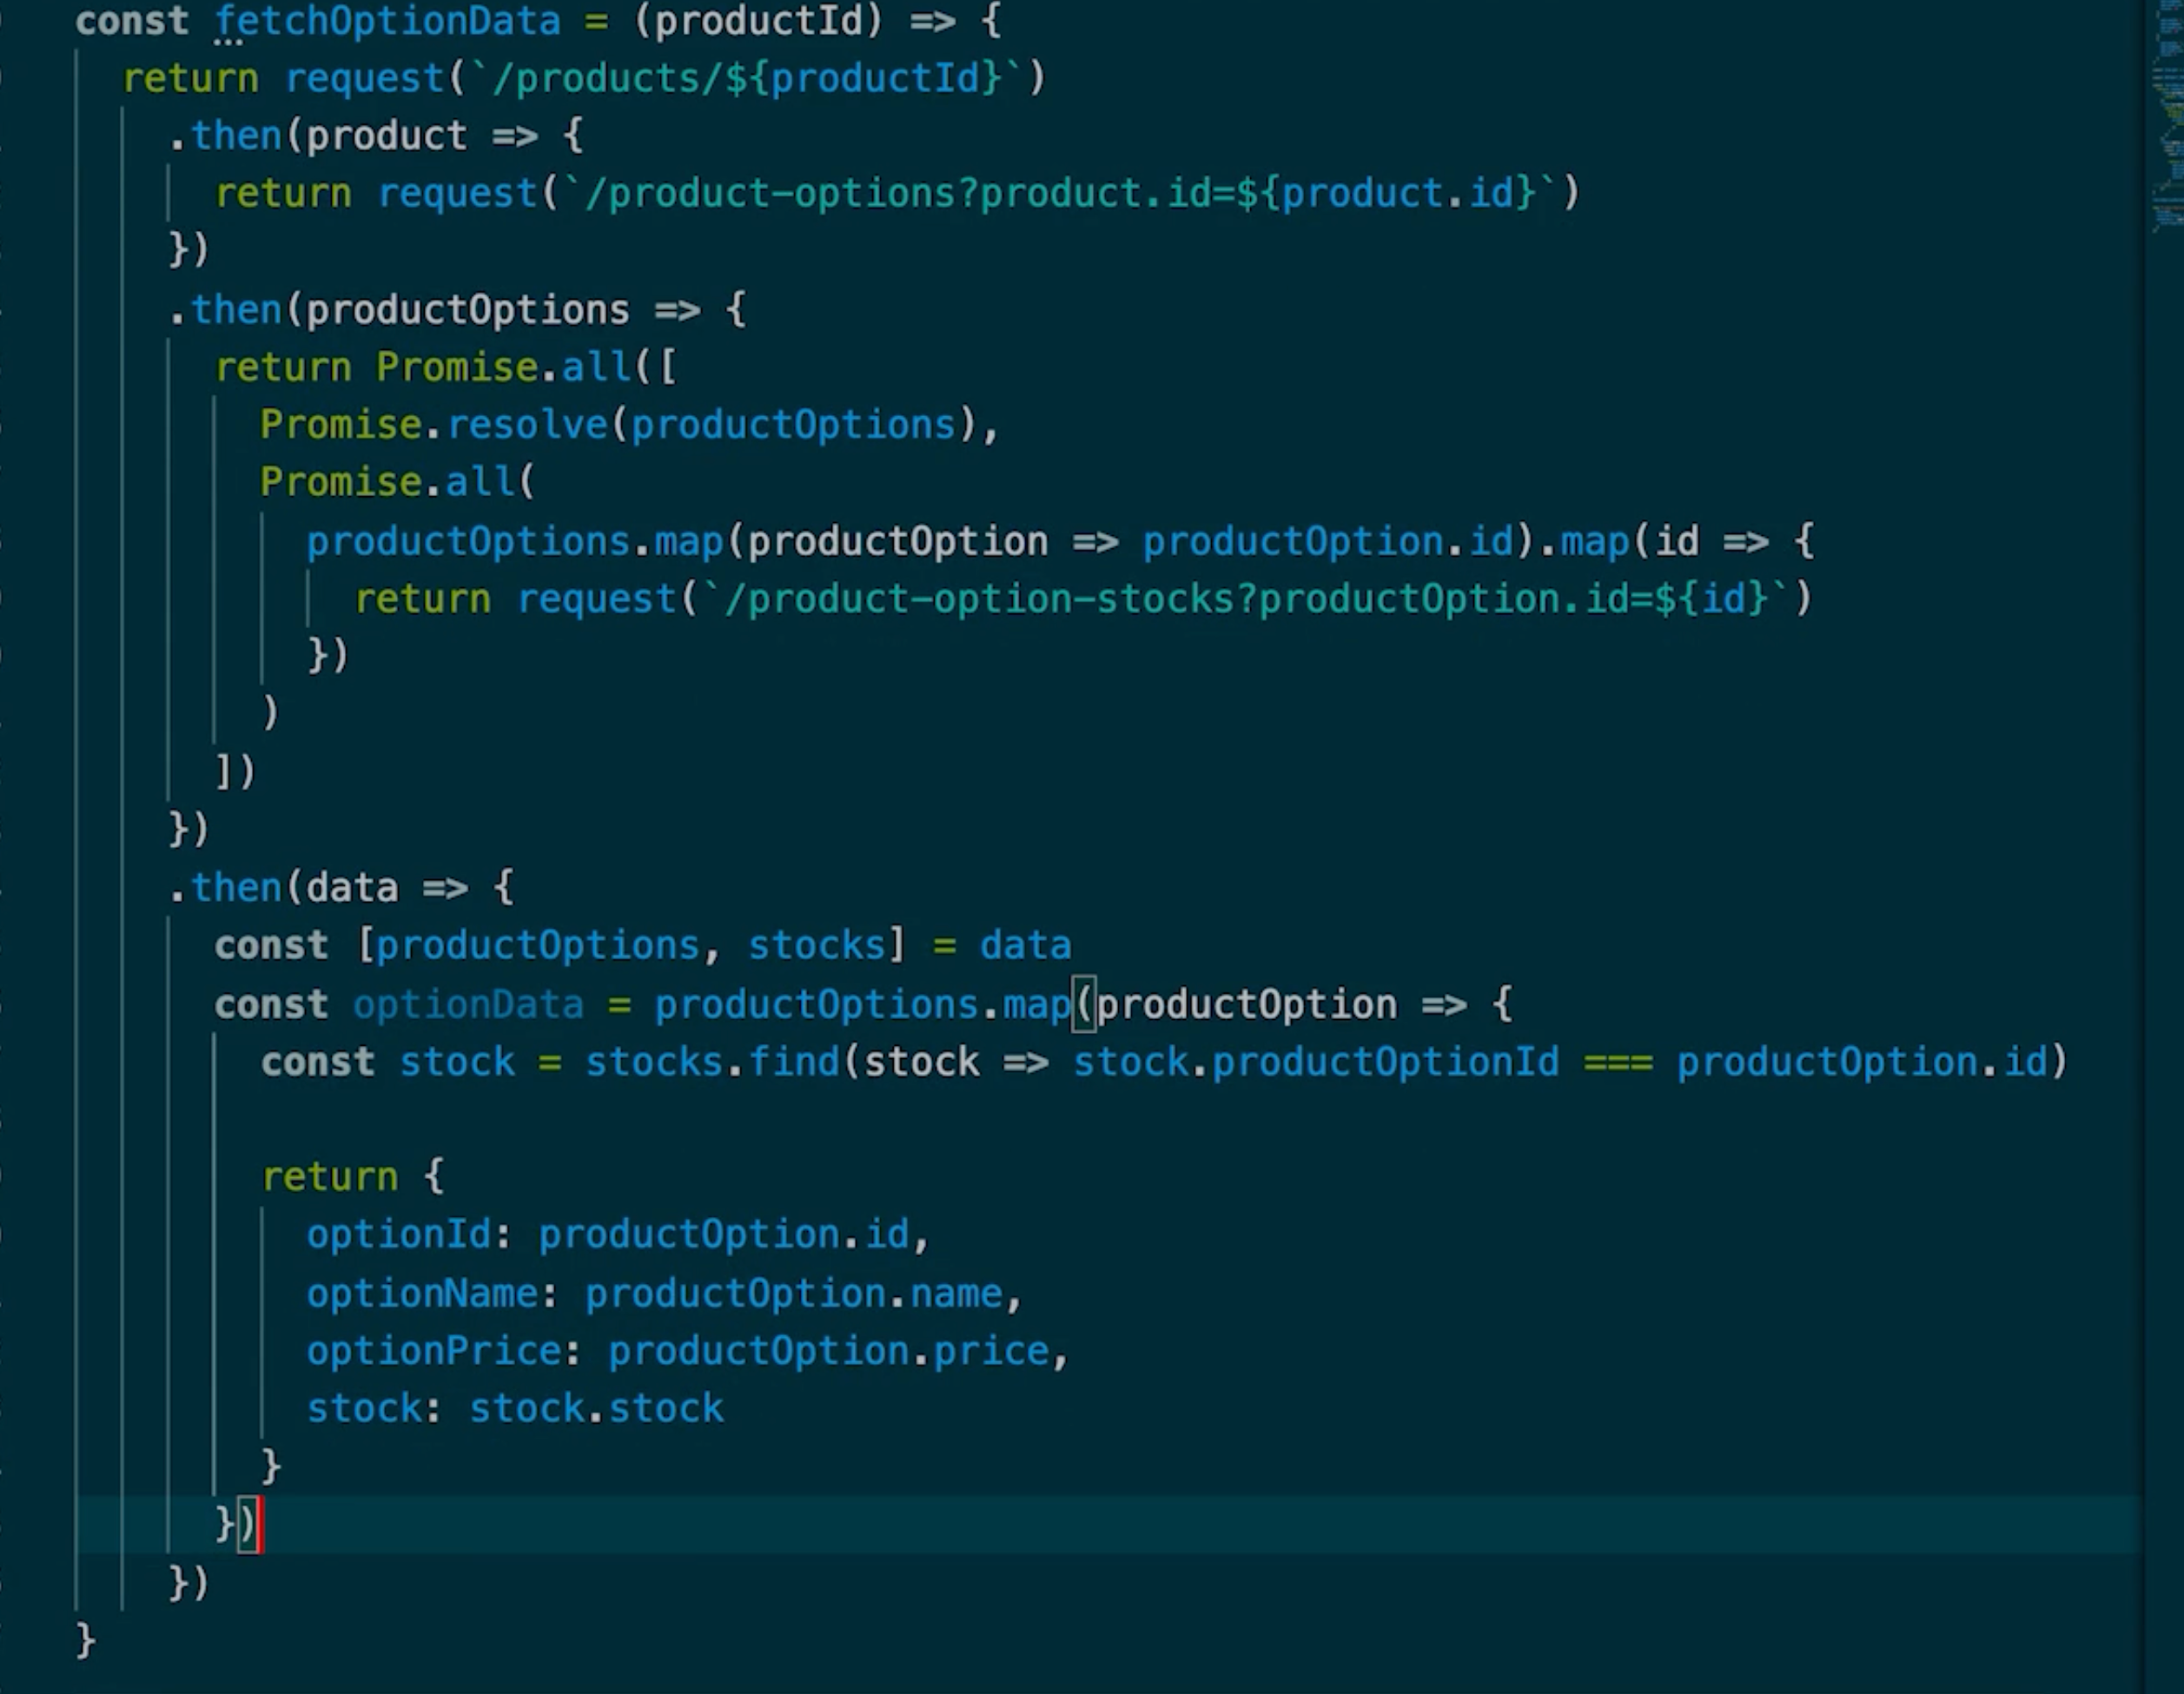 const fetchOptionData = (productId) => {
return request(`/products/${productId}`)
.then(product => {
return request(`/product-options?product.id=${product.id}`)
})
.then(productOptions => {
return Promise.all([
Promise.resolve(productOptions),
Promise.all(
productOptions.map(productOption => productOption.id).map(id => {
return request(`/product-option-stocks?productOption.id=${id}`)
})
)
])
})
.then(data => {
const [productOptions, stocks] = data
const optionData = productOptions.map(productOption => {
const stock = stocks.find(stock => stock.productOptionId === productOption.id)
return {
optionId: productOption.id,
optionName: productOption.name,
optionPrice: productOption.price,
stock: stock.stock
}
})
})
}